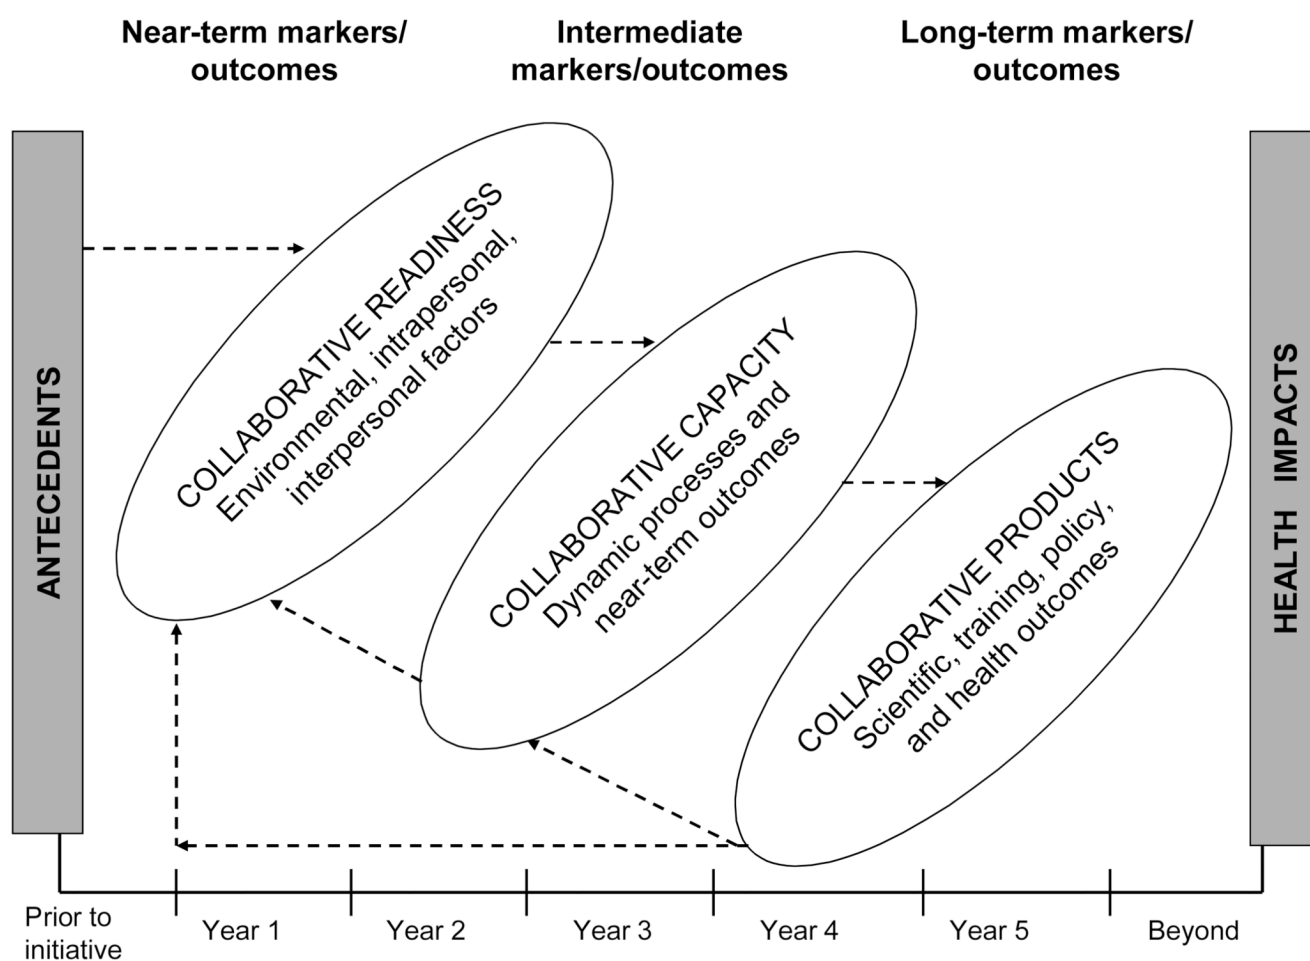 Near-term markers/
outcomes
Intermediate
markers/outcomes
Long-term markers/
outcomes
ANTECEDENTS
COLLABORATIVE READINESS
Environmental, intrapersonal,
interpersonal factors
COLLABORATIVE CAPACITY
Dynamic processes and
near-term outcomes
COLLABORATIVE PRODUCTS
Scientific, training, policy,
and health outcomes
HEALTH IMPACTS
Prior to
initiative
Year 1
Year 2
Year 3
Year 4
Year 5
Beyond